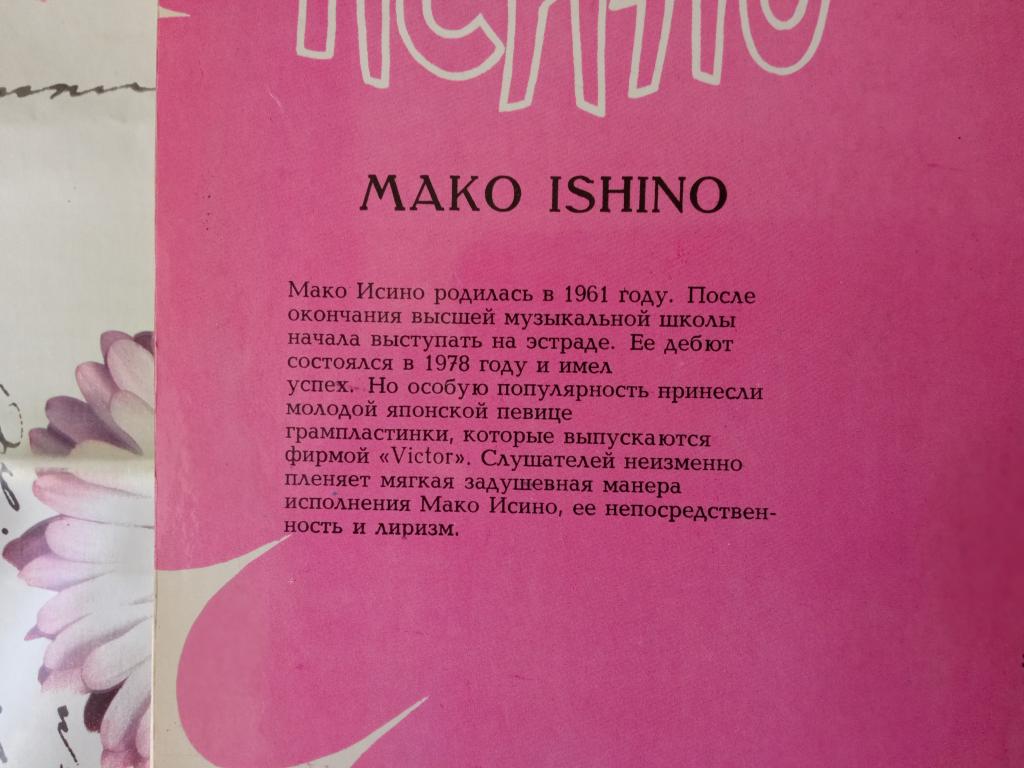 ИСИНО
MAKO ISHINO
Мако Исино родилась в 1961 году. После
окончания высшей музыкальной школы
начала выступать на эстраде. Ее дебют
состоялся в 1978 году и имел
успех. Но особую популярность принесли
молодой японской певице
грампластинки, которые выпускаются
фирмой «Victor». Слушателей неизменно
пленяет мягкая задушевная манера
исполнения Мако Исино, ее непосредствен-
ность и лиризм.